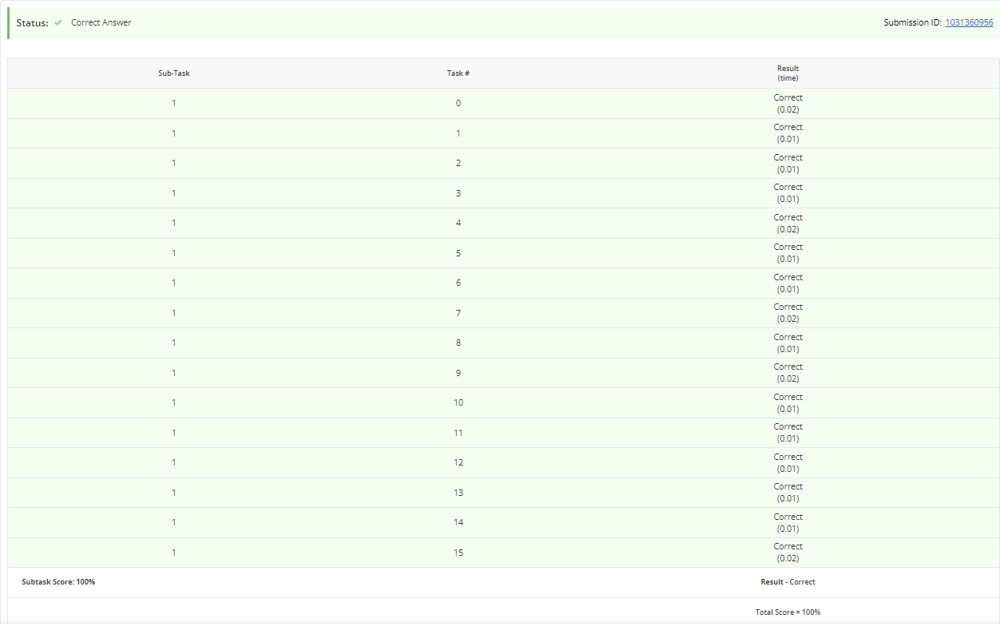 Status: ✓ Correct Answer Submission ID: 1031360956
Sub-Task Task # Result
(time)
1 0 Correct
(0.02)
1 1 Correct
(0.01)
1 2 Correct
(0.01)
1 3 Correct
(0.01)
1 4 Correct
(0.02)
1 5 Correct
(0.01)
1 6 Correct
(0.01)
1 7 Correct
(0.02)
1 8 Correct
(0.01)
1 9 Correct
(0.02)
1 10 Correct
(0.01)
1 11 Correct
(0.01)
1 12 Correct
(0.01)
1 13 Correct
(0.01)
1 14 Correct
(0.01)
1 15 Correct
(0.02)
Subtask Score: 100% Result - Correct
Total Score = 100%